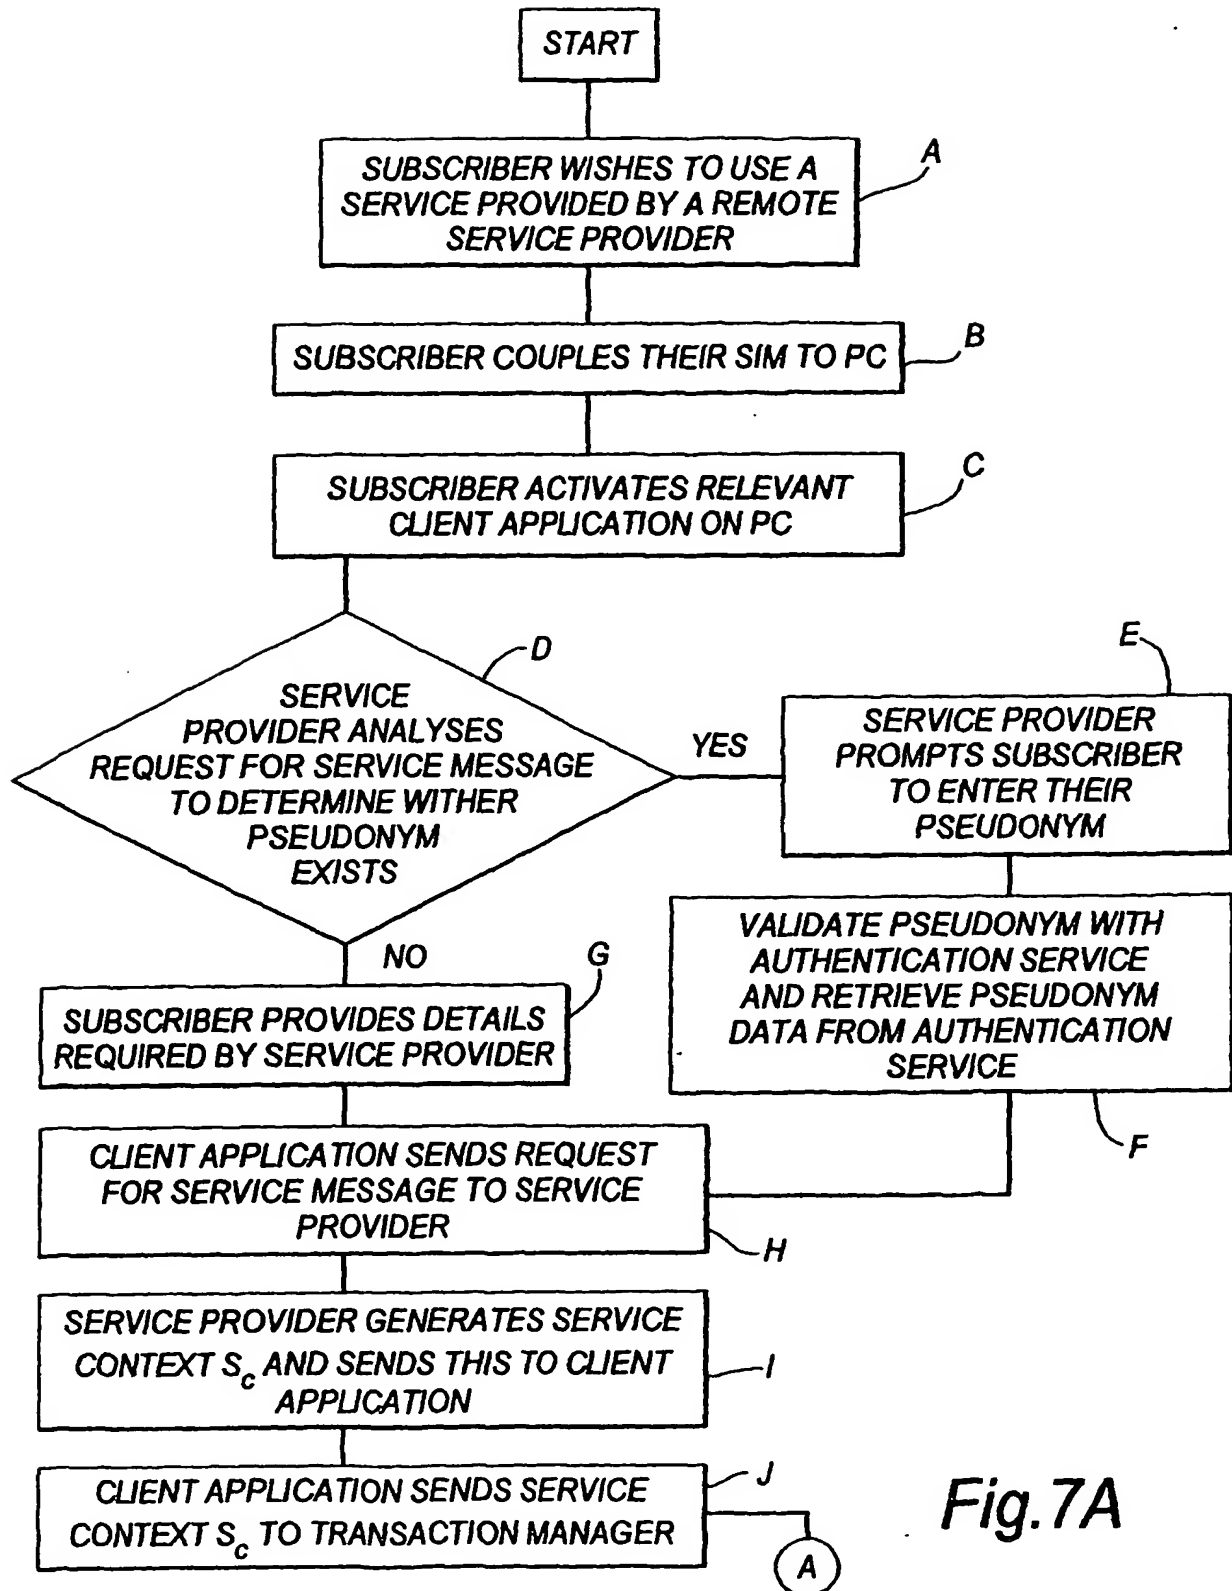 START
SUBSCRIBER WISHES TO USE A
SERVICE PROVIDED BY A REMOTE
SERVICE PROVIDER
A
SUBSCRIBER COUPLES THEIR SIM TO PC
B
SUBSCRIBER ACTIVATES RELEVANT
CLIENT APPLICATION ON PC
C
SERVICE
PROVIDER ANALYSES
REQUEST FOR SERVICE MESSAGE
TO DETERMINE WITHER
PSEUDONYM
EXISTS
D
YES
SERVICE PROVIDER
PROMPTS SUBSCRIBER
TO ENTER THEIR
PSEUDONYM
E
VALIDATE PSEUDONYM WITH
AUTHENTICATION SERVICE
AND RETRIEVE PSEUDONYM
DATA FROM AUTHENTICATION
SERVICE
F
NO
G
SUBSCRIBER PROVIDES DETAILS
REQUIRED BY SERVICE PROVIDER
CLIENT APPLICATION SENDS REQUEST
FOR SERVICE MESSAGE TO SERVICE
PROVIDER
H
SERVICE PROVIDER GENERATES SERVICE
CONTEXT Sc AND SENDS THIS TO CLIENT
APPLICATION
I
CLIENT APPLICATION SENDS SERVICE
CONTEXT Sc TO TRANSACTION MANAGER
J
A
Fig.7A